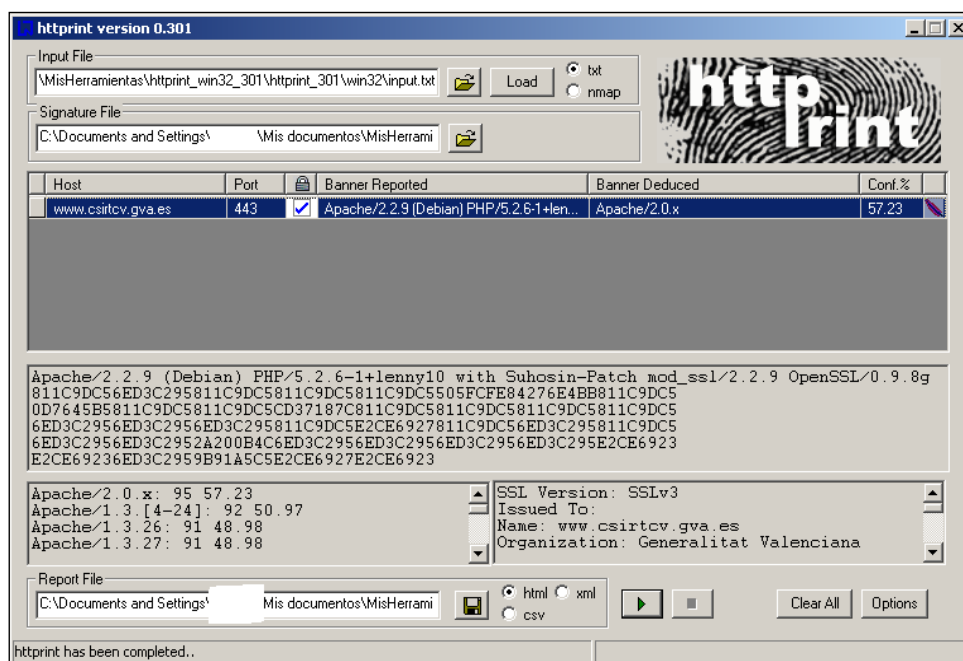 httprint version 0.301
Input File
\MisHerramientas\httprint_win32_301\httprint_301\win32\input.txt
Load
txt
nmap
http
print
Signature File
C:\Documents and Settings\ \Mis documentos\MisHerrami
Host Port Banner Reported Banner Deduced Conf.%
www.csirtcv.gva.es 443 Apache/2.2.9 (Debian) PHP/5.2.6-1+len... Apache/2.0.x 57.23
Apache/2.2.9 (Debian) PHP/5.2.6-1+lenny10 with Suhosin-Patch mod_ssl/2.2.9 OpenSSL/0.9.8g
811C9DC56ED3C295811C9DC5811C9DC5811C9DC5505FCFE84276E4BB811C9DC5
0D7645B5811C9DC5811C9DC5CD37187C811C9DC5811C9DC5811C9DC5811C9DC5
6ED3C2956ED3C2956ED3C295811C9DC5E2CE6927811C9DC56ED3C295811C9DC5
6ED3C2956ED3C2952A200B4C6ED3C2956ED3C2956ED3C2956ED3C295E2CE6923
E2CE69236ED3C2959B91A5C5E2CE6927E2CE6923
Apache/2.0.x: 95 57.23
Apache/1.3.[4-24]: 92 50.97
Apache/1.3.26: 91 48.98
Apache/1.3.27: 91 48.98
SSL Version: SSLv3
Issued To:
Name: www.csirtcv.gva.es
Organization: Generalitat Valenciana
Report File
C:\Documents and Settings\ Mis documentos\MisHerrami
html
xml
csv
Clear All
Options
httprint has been completed..